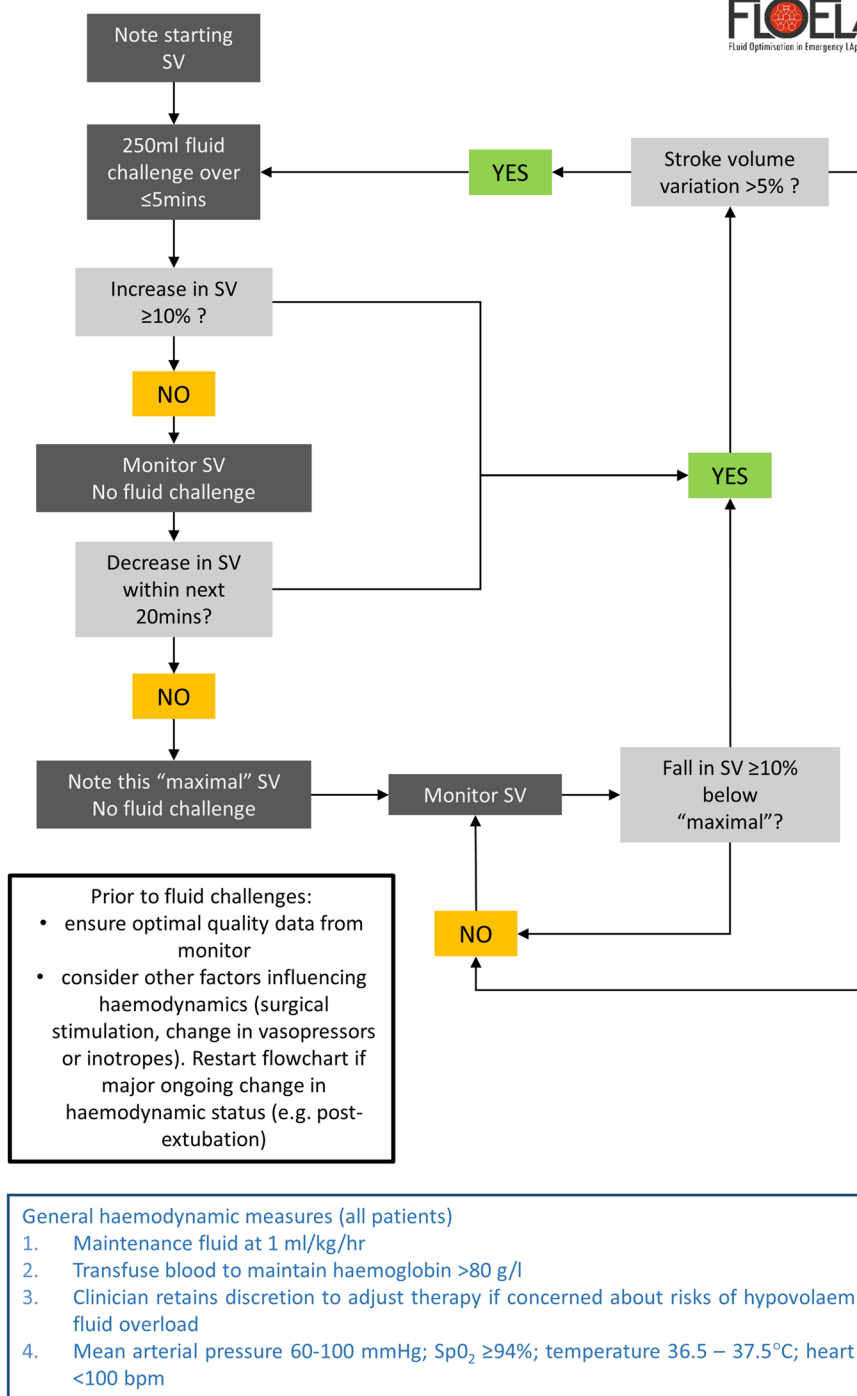 Note starting
SV
FLuid Optimisation in Emergency LAp
250ml fluid
challenge over
≤5mins
YES
Stroke volume
variation >5% ?
Increase in SV
≥10% ?
NO
Monitor SV
No fluid challenge
YES
Decrease in SV
within next
20mins?
NO
Note this “maximal” SV
No fluid challenge
Monitor SV
Fall in SV ≥10%
below
“maximal”?
NO
Prior to fluid challenges:
• ensure optimal quality data from
monitor
• consider other factors influencing
haemodynamics (surgical
stimulation, change in vasopressors
or inotropes). Restart flowchart if
major ongoing change in
haemodynamic status (e.g. post-
extubation)
General haemodynamic measures (all patients)
1. Maintenance fluid at 1 ml/kg/hr
2. Transfuse blood to maintain haemoglobin >80 g/l
3. Clinician retains discretion to adjust therapy if concerned about risks of hypovolaem
fluid overload
4. Mean arterial pressure 60-100 mmHg; Sp0₂ ≥94%; temperature 36.5 – 37.5°C; heart
<100 bpm